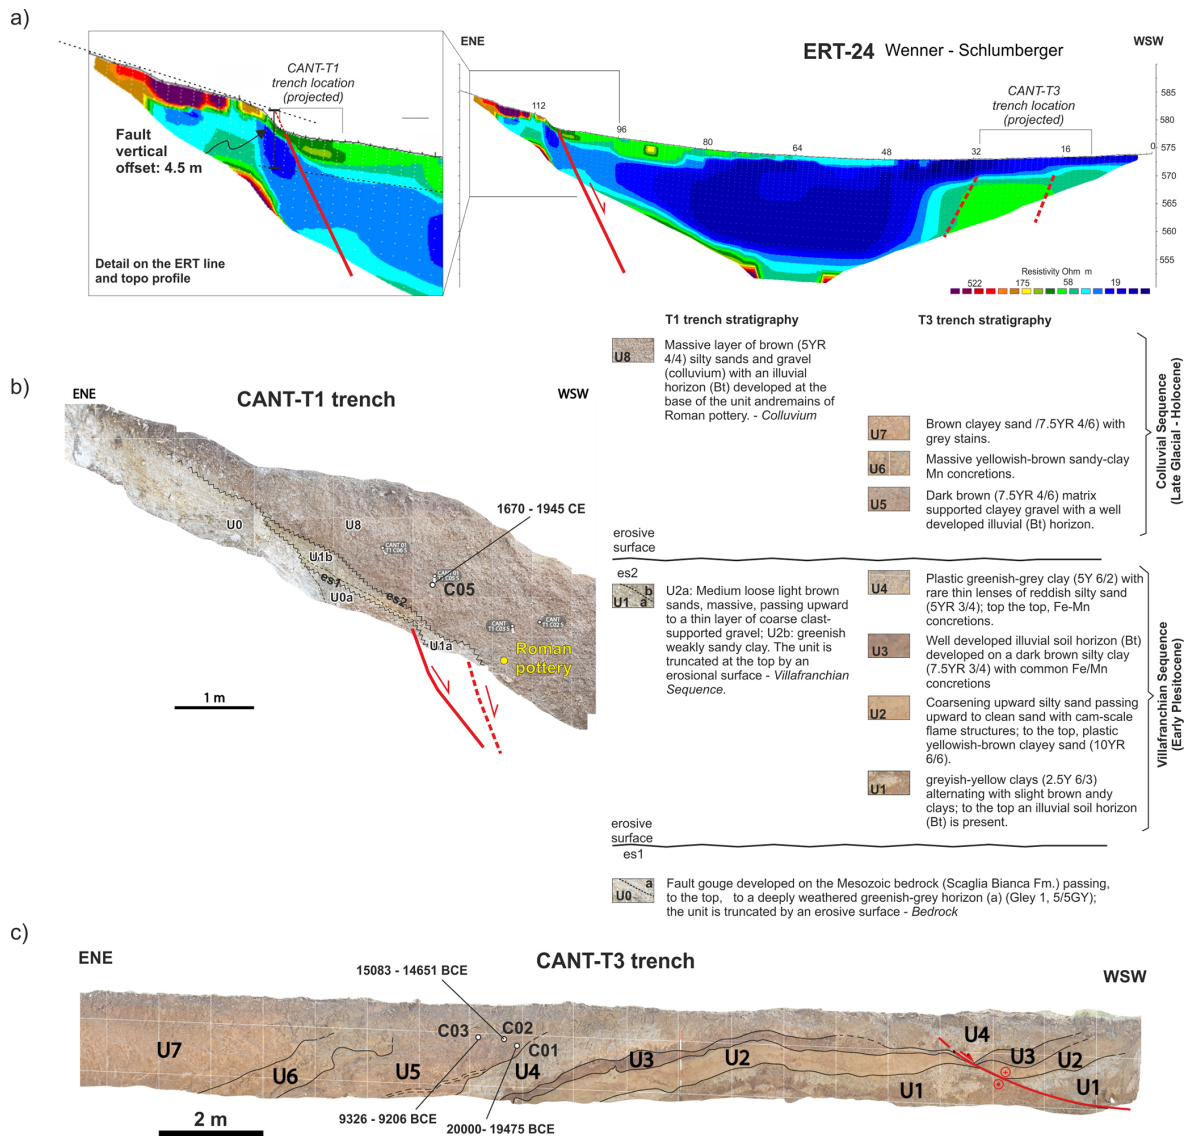 a)
ENE
ERT-24 Wenner - Schlumberger
WSW
CANT-T1
trench location
(projected)
Fault
vertical
offset: 4.5 m
Detail on the ERT line
and topo profile
CANT-T3
trench location
(projected)
112
96
80
64
48
32
16
0
585
580
575
570
565
560
555
Resistivity Ohm m
522
175
58
19
T1 trench stratigraphy
T3 trench stratigraphy
U8
Massive layer of brown (5YR
4/4) silty sands and gravel
(colluvium) with an illuvial
horizon (Bt) developed at the
base of the unit andremains of
Roman pottery. - Colluvium
U7
Brown clayey sand /7.5YR 4/6) with
grey stains.
U6
Massive yellowish-brown sandy-clay
Mn concretions.
U5
Dark brown (7.5YR 4/6) matrix
supported clayey gravel with a well
developed illuvial (Bt) horizon.
Colluvial Sequence
(Late Glacial - Holocene)
erosive
surface
es2
U1
b
a
U2a: Medium loose light brown
sands, massive, passing upward
to a thin layer of coarse clast-
supported gravel; U2b: greenish
weakly sandy clay. The unit is
truncated at the top by an
erosional surface - Villafranchian
Sequence.
U4
Plastic greenish-grey clay (5Y 6/2) with
rare thin lenses of reddish silty sand
(5YR 3/4); top the top, Fe-Mn
concretions.
U3
Well developed illuvial soil horizon (Bt)
developed on a dark brown silty clay
(7.5YR 3/4) with common Fe/Mn
concretions
U2
Coarsening upward silty sand passing
upward to clean sand with cam-scale
flame structures; to the top, plastic
yellowish-brown clayey sand (10YR
6/6).
U1
greyish-yellow clays (2.5Y 6/3)
alternating with slight brown andy
clays; to the top an illuvial soil horizon
(Bt) is present.
Villafranchian Sequence
(Early Plesitocene)
erosive
surface
es1
U0
a
Fault gouge developed on the Mesozoic bedrock (Scaglia Bianca Fm.) passing,
to the top, to a deeply weathered greenish-grey horizon (a) (Gley 1, 5/5GY);
the unit is truncated by an erosive surface - Bedrock
b)
ENE
WSW
CANT-T1 trench
1670 - 1945 CE
U0
U8
U1b
es1
es2
U0a
U1a
CANT 01
T1 C06 S
CANT 01
T1 C05 S
C05
CANT
T1 C03 S
CANT
T1 C02 S
Roman
pottery
1 m
c)
ENE
CANT-T3 trench
WSW
15083 - 14651 BCE
C03
C02
C01
U7
U6
U5
U4
U3
U2
U1
U4
U3
U2
U1
9326 - 9206 BCE
20000- 19475 BCE
2 m